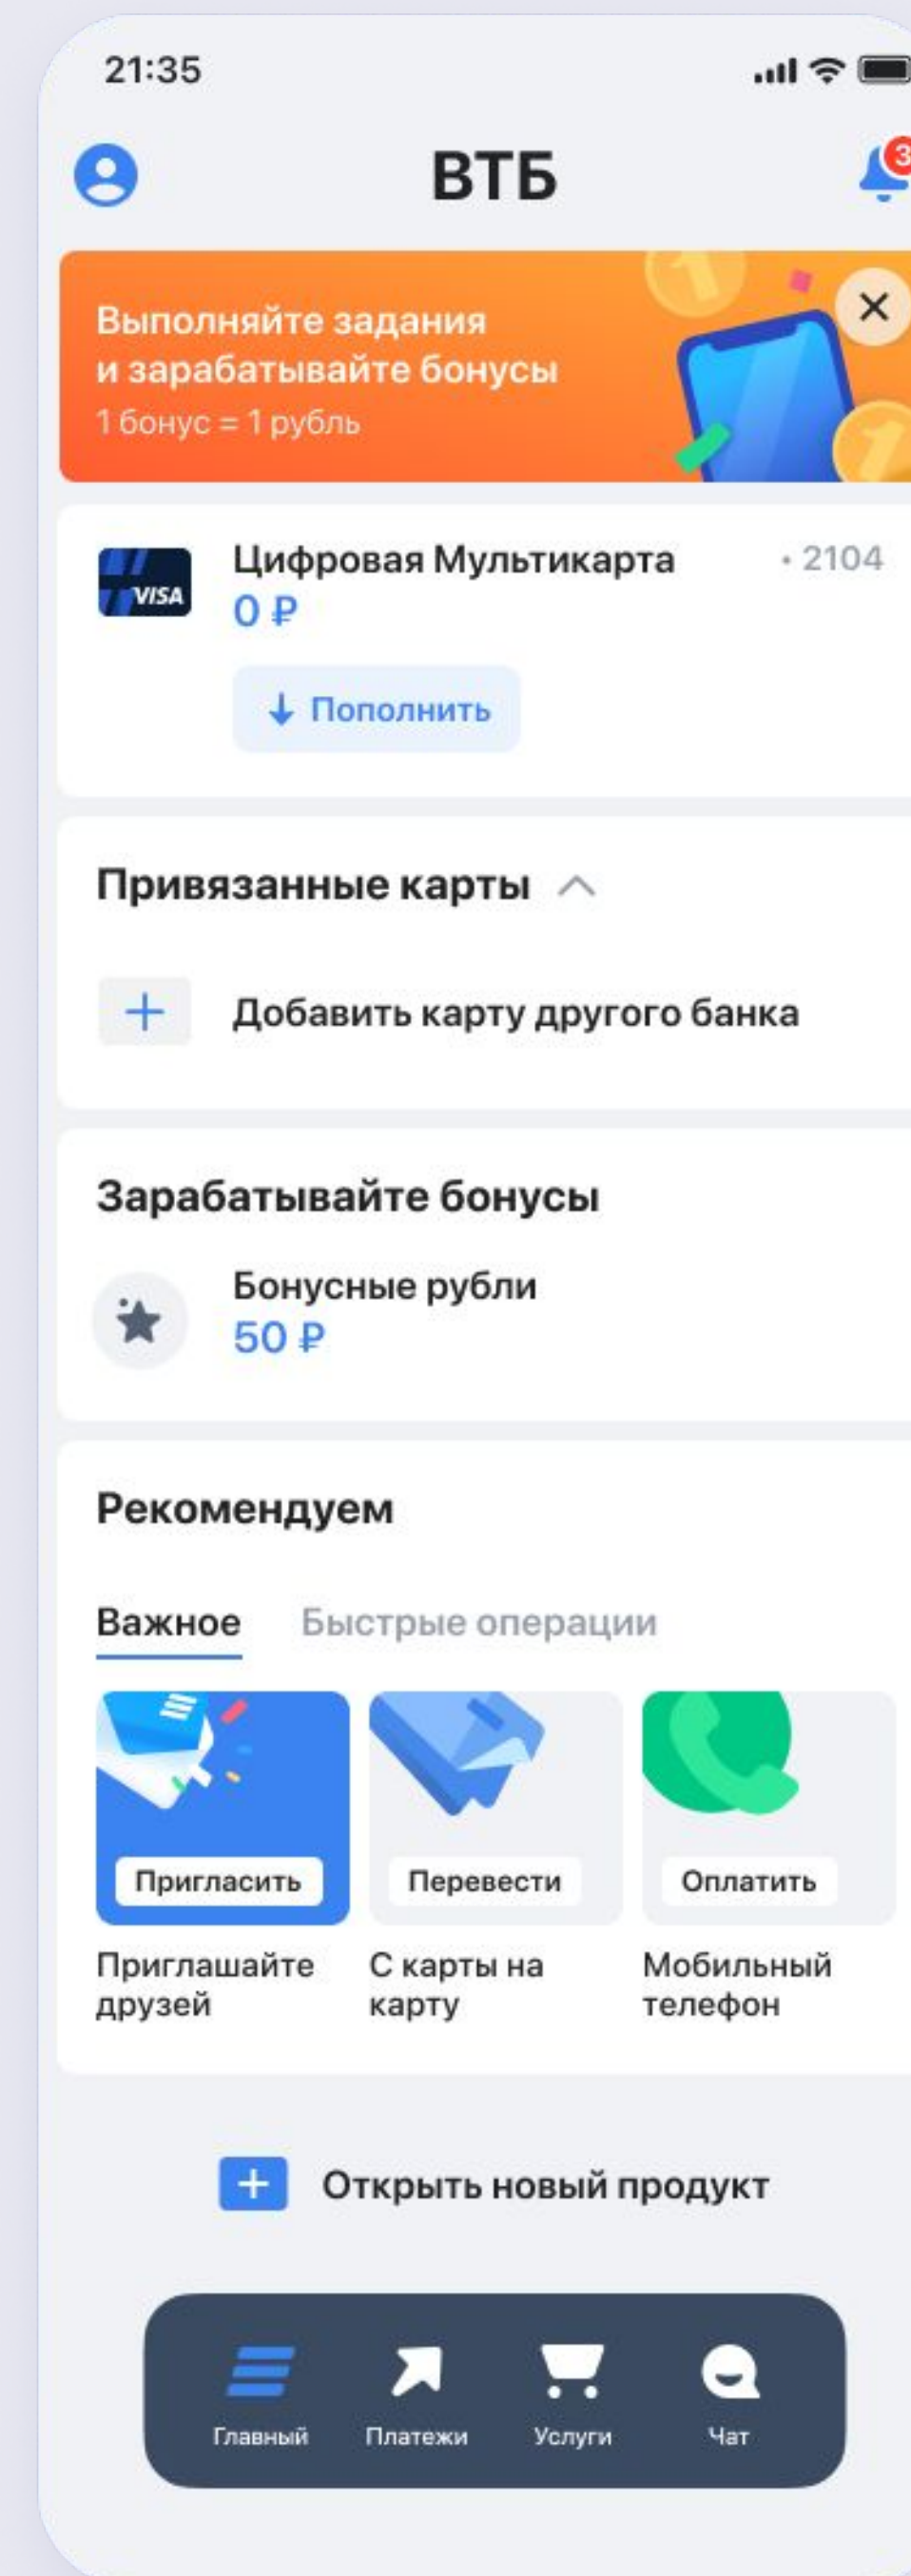 21:35
ВТБ
3
Выполняйте задания
и зарабатывайте бонусы
1 бонус = 1 рубль
1
1
VISA
Цифровая Мультикарта • 2104
0 ₽
Пополнить
Привязанные карты
Добавить карту другого банка
Зарабатывайте бонусы
Бонусные рубли
50 ₽
Рекомендуем
Важное Быстрые операции
Пригласить Перевести Оплатить
Приглашайте С карты на Мобильный
друзей карту телефон
Открыть новый продукт
Главный Платежи Услуги Чат